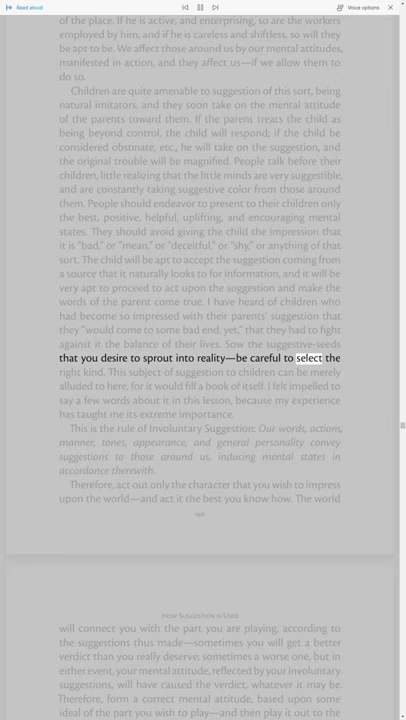 Read aloud
Voice options
of the place. If he is active, and enterprising, so are the workers
employed by him; and if he is careless and shiftless, so will they
be apt to be. We affect those around us by our mental attitudes,
manifested in action, and they affect us—if we allow them to
do so.
Children are quite amenable to suggestion of this sort, being
natural imitators, and they soon take on the mental attitude
of the parents toward them. If the parent treats the child as
being beyond control, the child will respond; if the child be
considered obstinate, etc., he will take on the suggestion, and
the original trouble will be magnified. People talk before their
children, little realizing that the little minds are very suggestible,
and are constantly taking suggestive color from those around
them. People should endeavor to present to their children only
the best, positive, helpful, uplifting, and encouraging mental
states. They should avoid giving the child the impression that
it is “bad,” or “mean,” or “deceitful,” or “shy,” or anything of that
sort. The child will be apt to accept the suggestion coming from
a source that it naturally looks to for information, and it will be
very apt to proceed to act upon the suggestion and make the
words of the parent come true. I have heard of children who
had become so impressed with their parents’ suggestion that
they “would come to some bad end, yet,” that they had to fight
against it the balance of their lives. Sow the suggestive-seeds
that you desire to sprout into reality—be careful to select the
right kind. This subject of suggestion to children can be merely
alluded to here, for it would fill a book of itself. I felt impelled to
say a few words about it in this lesson, because my experience
has taught me its extreme importance.
This is the rule of Involuntary Suggestion: Our words, actions,
manner, tones, appearance, and general personality convey
suggestions to those around us, inducing mental states in
accordance therewith.
Therefore, act out only the character that you wish to impress
upon the world—and act it the best you know how. The world
How Suggestion is Used
will connect you with the part you are playing, according to
the suggestions thus made—sometimes you will get a better
verdict than you really deserve; sometimes a worse one, but in
either event, your mental attitude, reflected by your involuntary
suggestions, will have caused the verdict, whatever it may be.
Therefore, form a correct mental attitude, based upon some
ideal of the part you wish to play—and then play it out to the